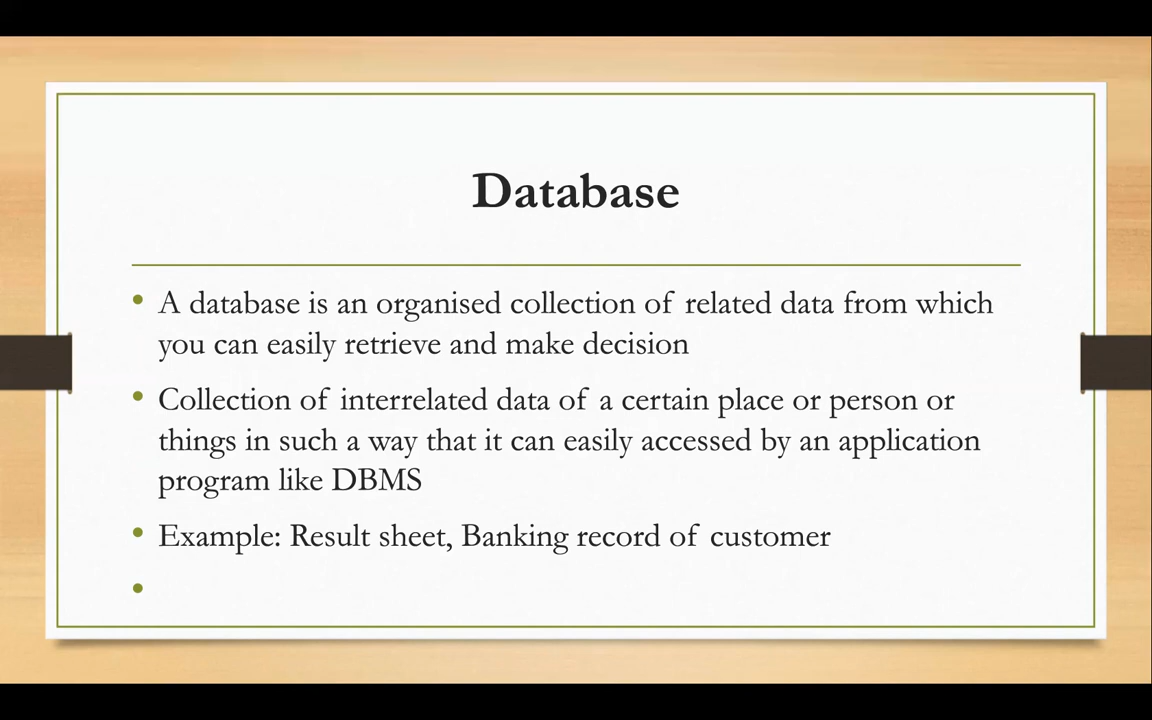 Database
• A database is an organised collection of related data from which
you can easily retrieve and make decision
• Collection of interrelated data of a certain place or person or
things in such a way that it can easily accessed by an application
program like DBMS
• Example: Result sheet, Banking record of customer
•